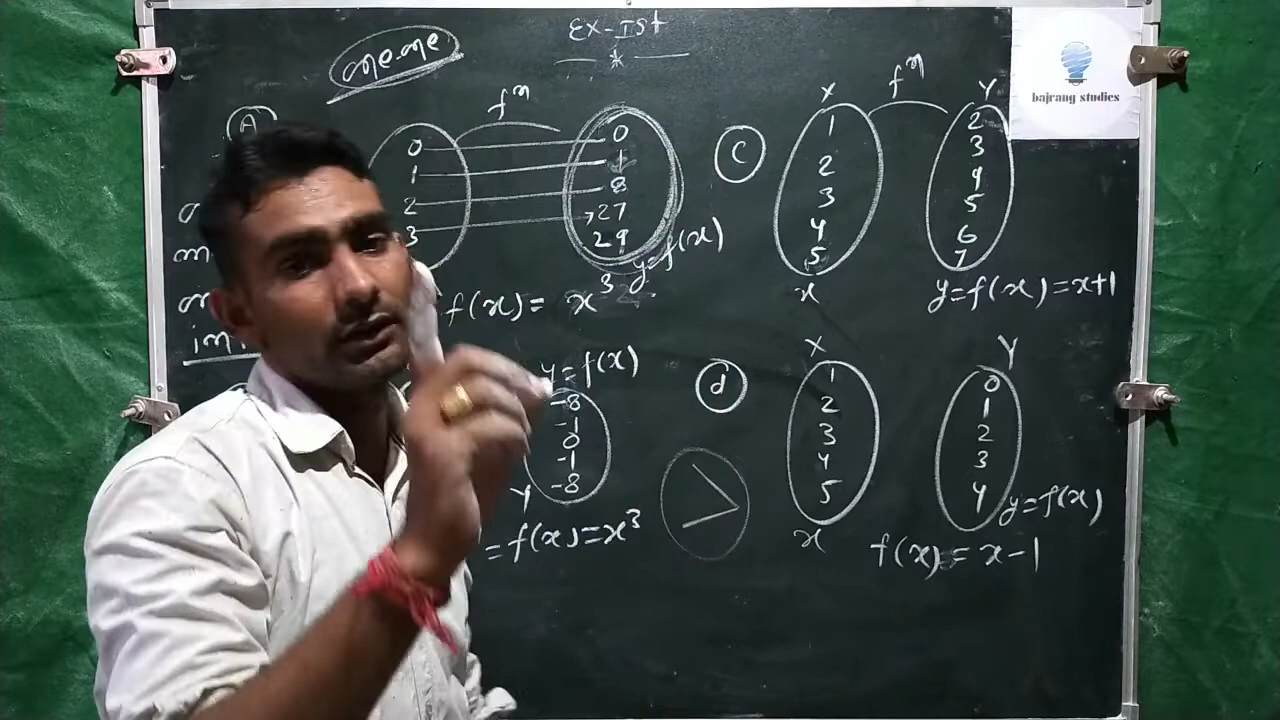 EX-Ist
one-one
bajrang studies
A
fⁿ
0
1
2
3
0
1
8
27
29
y=f(x)
f(x) = x³
C
X
fⁿ
Y
1
2
3
4
5
x
2
3
4
5
6
7
y=f(x)=x+1
y=f(x)
-8
-1
0
-1
-8
Y
=f(x)=x³
d
X
1
2
3
4
5
x
Y
0
1
2
3
4
y=f(x)
f(x) = x-1